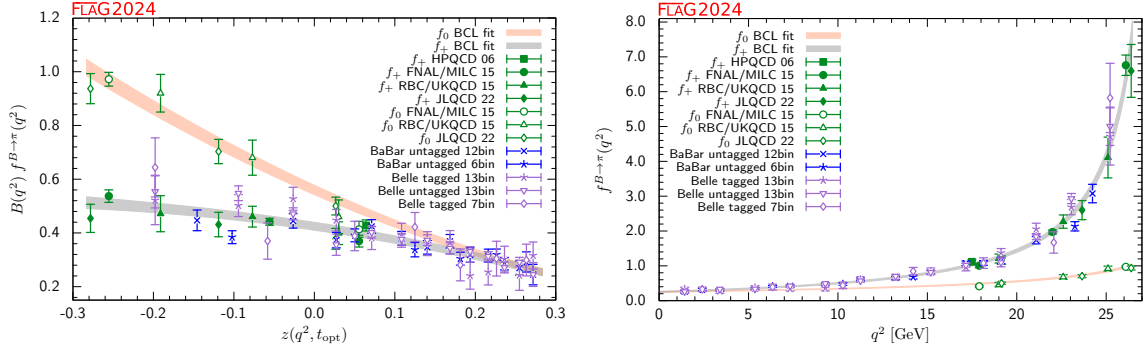 FLAG2024
B(q²) f^{B→π}(q²)
1.2
1.0
0.8
0.6
0.4
0.2
0.0
f₀ BCL fit
f₊ BCL fit
f₊ HPQCD 06
f₊ FNAL/MILC 15
f₊ RBC/UKQCD 15
f₊ JLQCD 22
f₀ FNAL/MILC 15
f₀ RBC/UKQCD 15
f₀ JLQCD 22
BaBar untagged 12bin
BaBar untagged 6bin
Belle tagged 13bin
Belle untagged 13bin
Belle tagged 7bin
-0.3 -0.2 -0.1 0.0 0.1 0.2 0.3
z(q², t_opt)
FLAG2024
f^{B→π}(q²)
8.0
7.0
6.0
5.0
4.0
3.0
2.0
1.0
0.0
f₀ BCL fit
f₊ BCL fit
f₊ HPQCD 06
f₊ FNAL/MILC 15
f₊ RBC/UKQCD 15
f₊ JLQCD 22
f₀ FNAL/MILC 15
f₀ RBC/UKQCD 15
f₀ JLQCD 22
BaBar untagged 12bin
BaBar untagged 6bin
Belle tagged 13bin
Belle untagged 13bin
Belle tagged 7bin
0 5 10 15 20 25
q² [GeV]